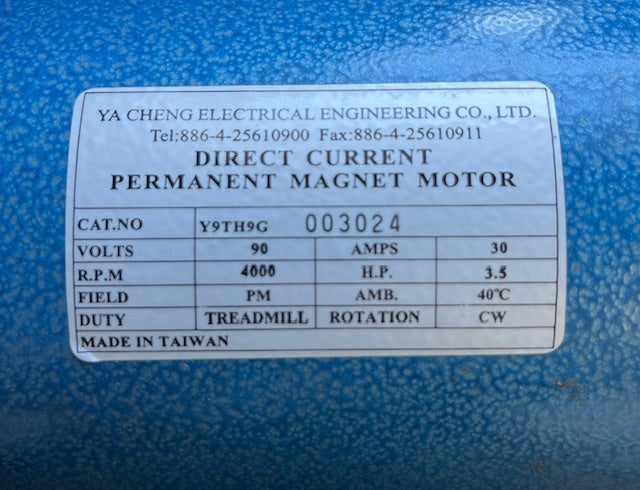 YA CHENG ELECTRICAL ENGINEERING CO., LTD.
Tel:886-4-25610900 Fax:886-4-25610911
DIRECT CURRENT
PERMANENT MAGNET MOTOR
CAT.NO Y9TH9G 003024
VOLTS 90 AMPS 30
R.P.M 4000 H.P. 3.5
FIELD PM AMB. 40°C
DUTY TREADMILL ROTATION CW
MADE IN TAIWAN